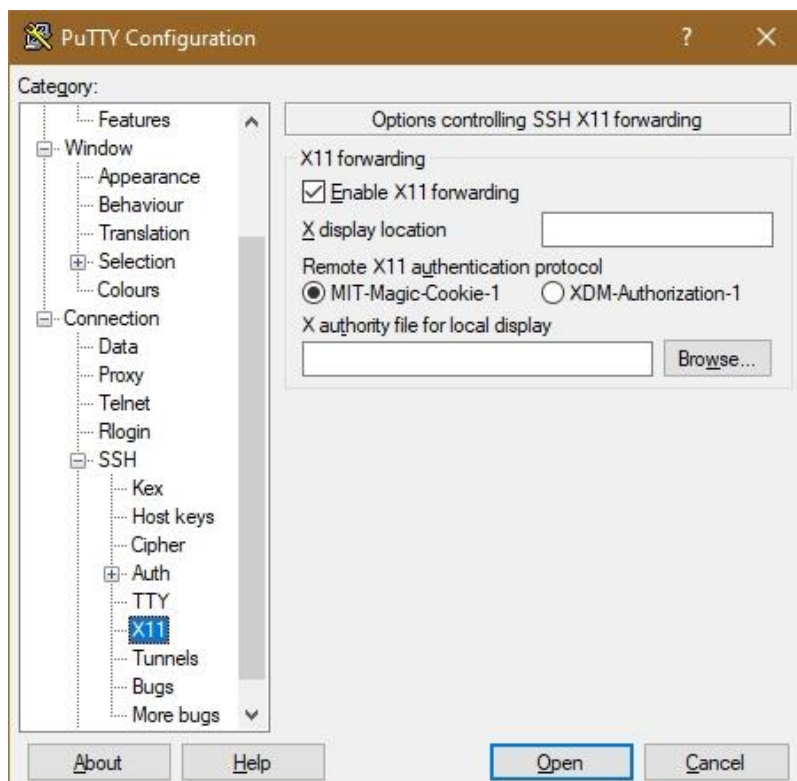 PuTTY Configuration
?
Category:
Features
Window
Appearance
Behaviour
Translation
Selection
Colours
Connection
Data
Proxy
Telnet
Rlogin
SSH
Kex
Host keys
Cipher
Auth
TTY
X11
Tunnels
Bugs
More bugs
Options controlling SSH X11 forwarding
X11 forwarding
Enable X11 forwarding
X display location
Remote X11 authentication protocol
MIT-Magic-Cookie-1 XDM-Authorization-1
X authority file for local display
Browse...
About Help Open Cancel